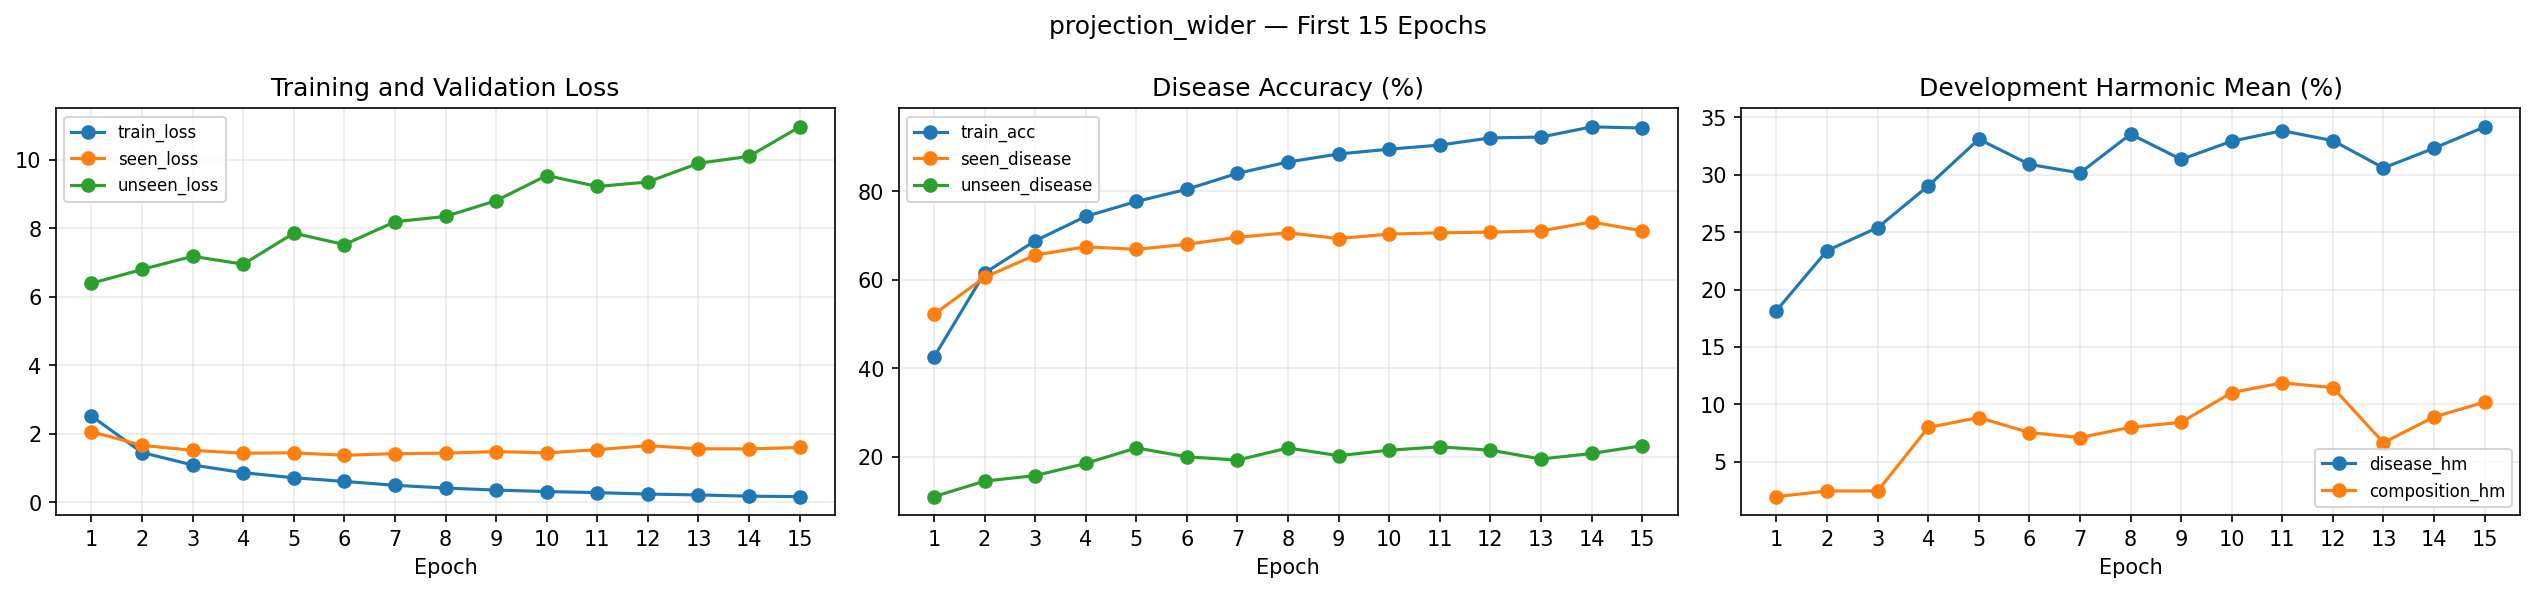 projection_wider — First 15 Epochs
Training and Validation Loss
train_loss
seen_loss
unseen_loss
10
8
6
4
2
0
1 2 3 4 5 6 7 8 9 10 11 12 13 14 15
Epoch
Disease Accuracy (%)
train_acc
seen_disease
unseen_disease
80
60
40
20
1 2 3 4 5 6 7 8 9 10 11 12 13 14 15
Epoch
Development Harmonic Mean (%)
35
30
25
20
15
10
5
disease_hm
composition_hm
1 2 3 4 5 6 7 8 9 10 11 12 13 14 15
Epoch